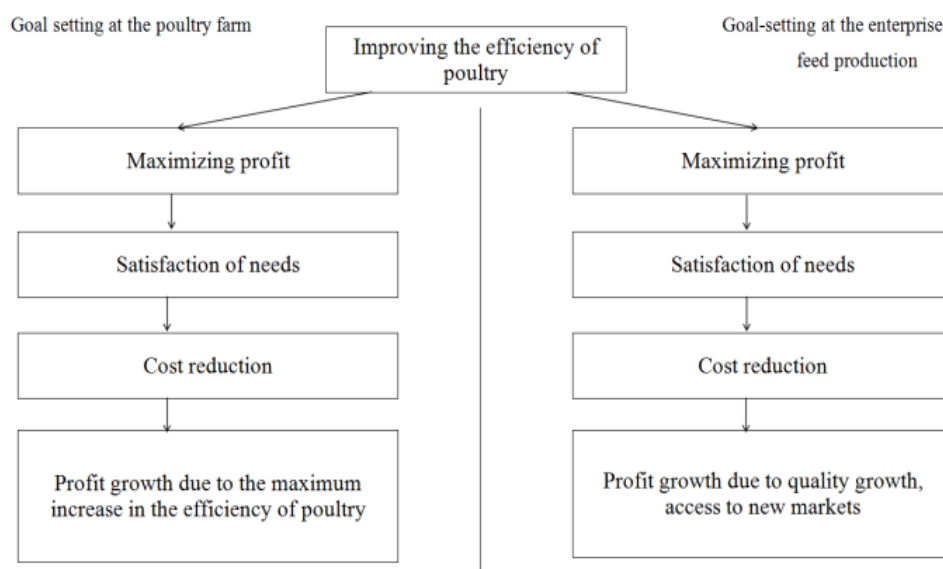 Goal setting at the poultry farm
Improving the efficiency of
poultry
Goal-setting at the enterprise
feed production
Maximizing profit
Maximizing profit
Satisfaction of needs
Satisfaction of needs
Cost reduction
Cost reduction
Profit growth due to the maximum
increase in the efficiency of poultry
Profit growth due to quality growth,
access to new markets